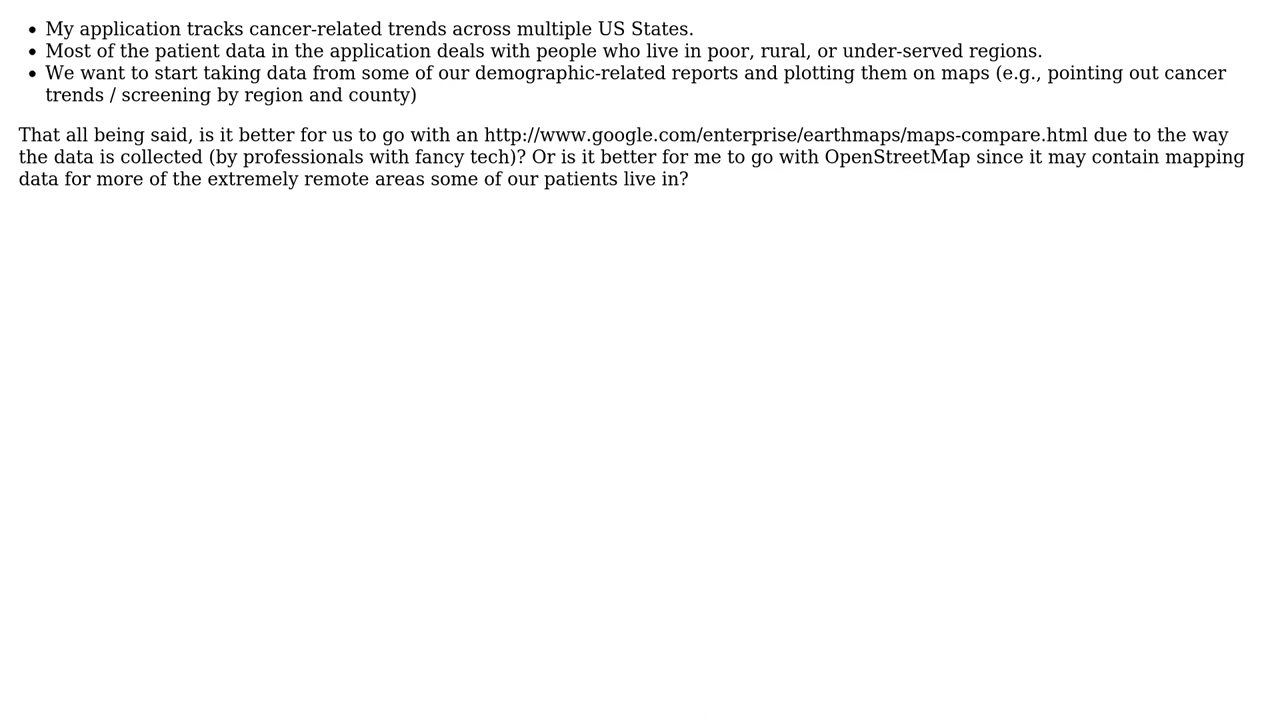 My application tracks cancer-related trends across multiple US States.
Most of the patient data in the application deals with people who live in poor, rural, or under-served regions.
We want to start taking data from some of our demographic-related reports and plotting them on maps (e.g., pointing out cancer
trends / screening by region and county)
That all being said, is it better for us to go with an http://www.google.com/enterprise/earthmaps/maps-compare.html due to the way
the data is collected (by professionals with fancy tech)? Or is it better for me to go with OpenStreetMap since it may contain mapping
data for more of the extremely remote areas some of our patients live in?